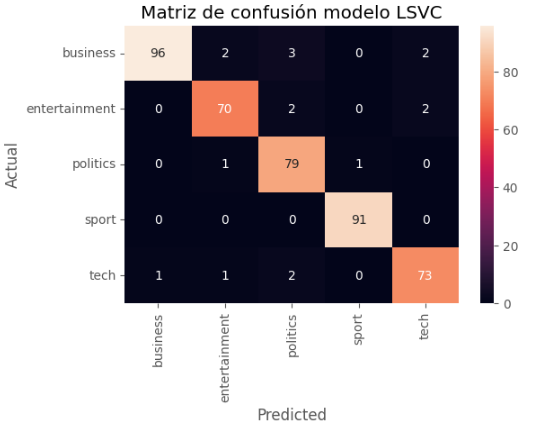 Matriz de confusión modelo LSVC
business 96 2 3 0 2
entertainment 0 70 2 0 2
politics 0 1 79 1 0
sport 0 0 0 91 0
tech 1 1 2 0 73
business
entertainment
politics
sport
tech
Actual
Predicted
80
60
40
20
0